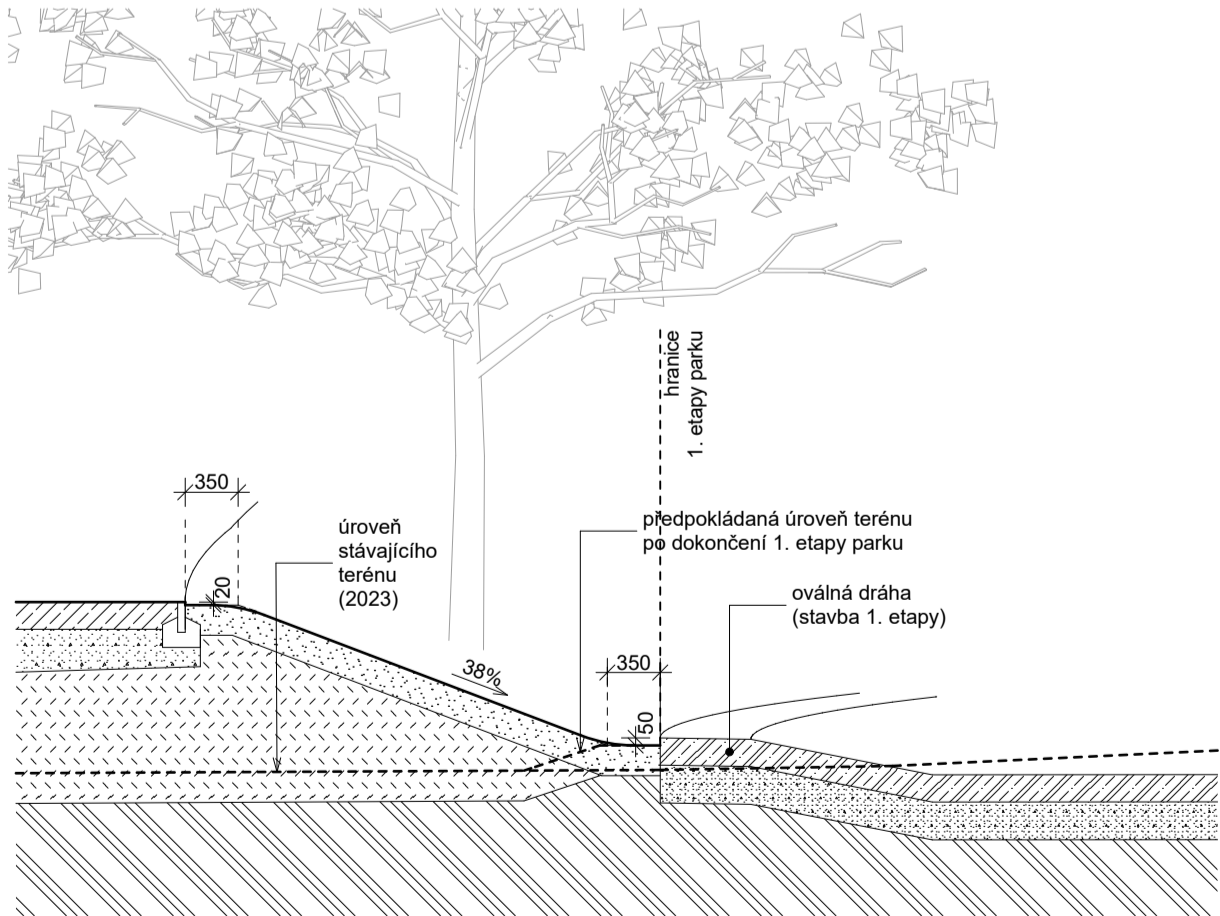 hranice
1. etapy parku
350
úroveň
stávajícího
terénu
(2023)
předpokládaná úroveň terénu
po dokončení 1. etapy parku
20
oválná dráha
(stavba 1. etapy)
38%
350
50